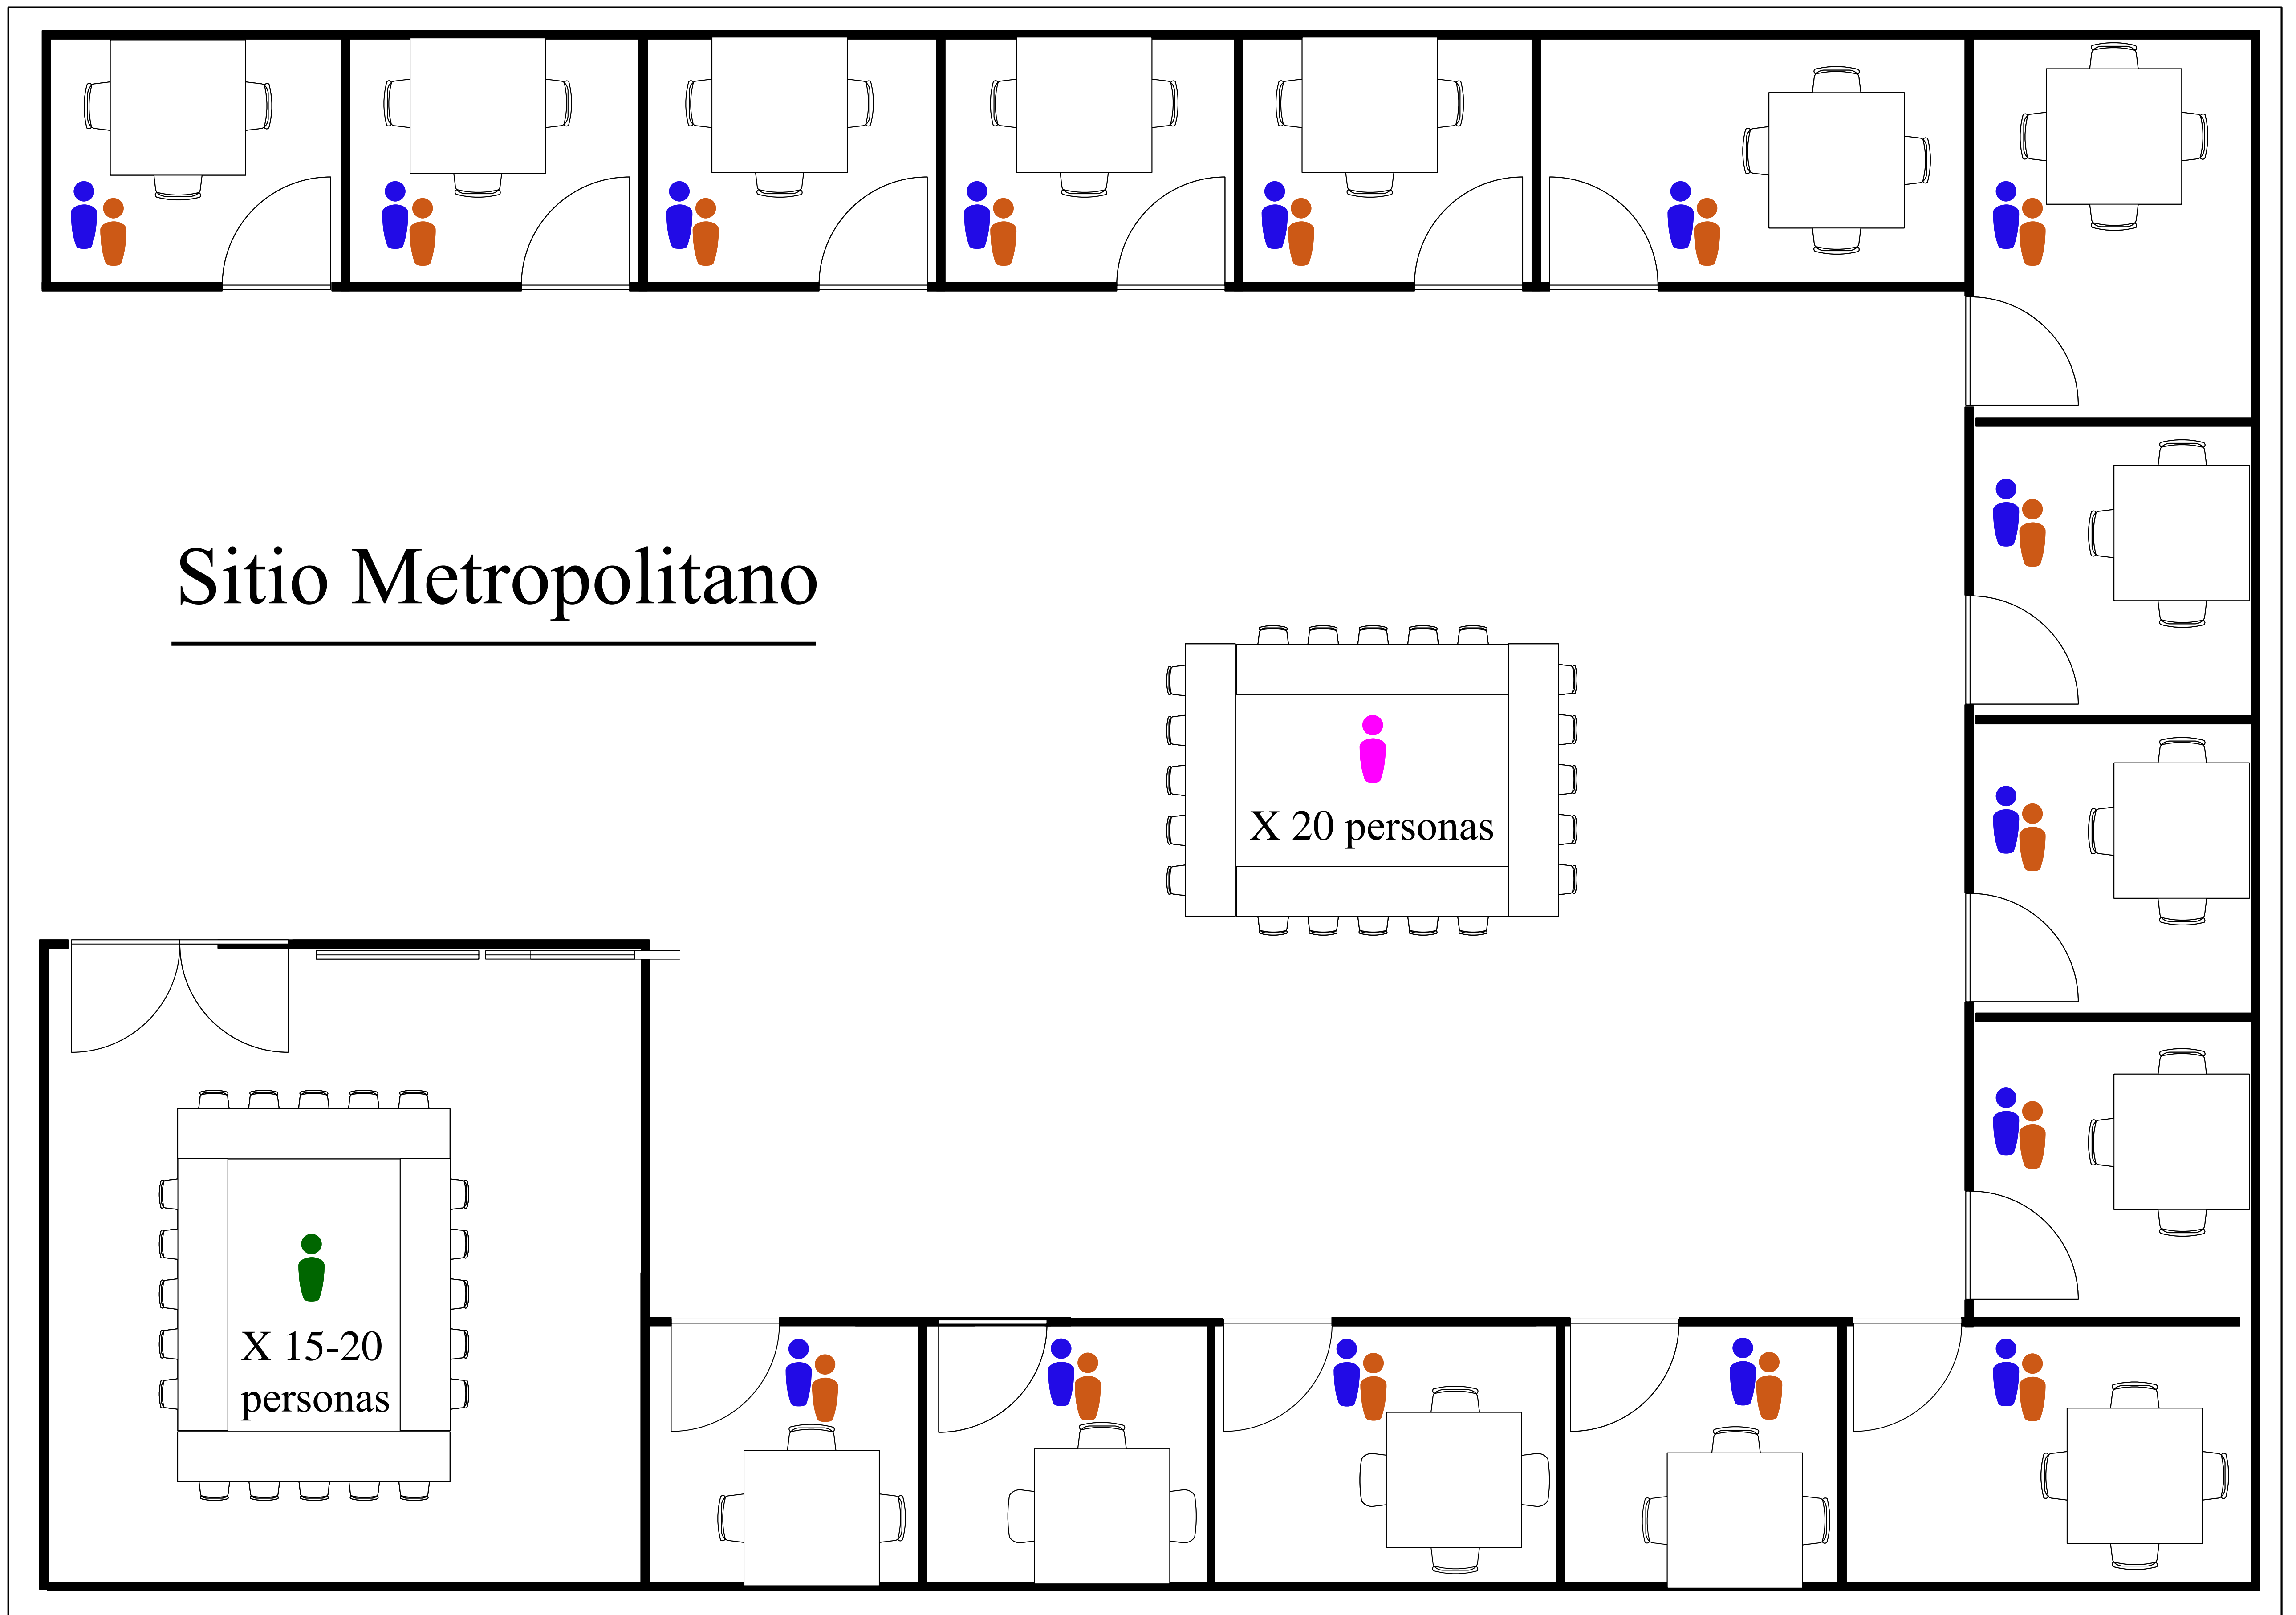 Sitio Metropolitano
X 20 personas
X 15-20
personas